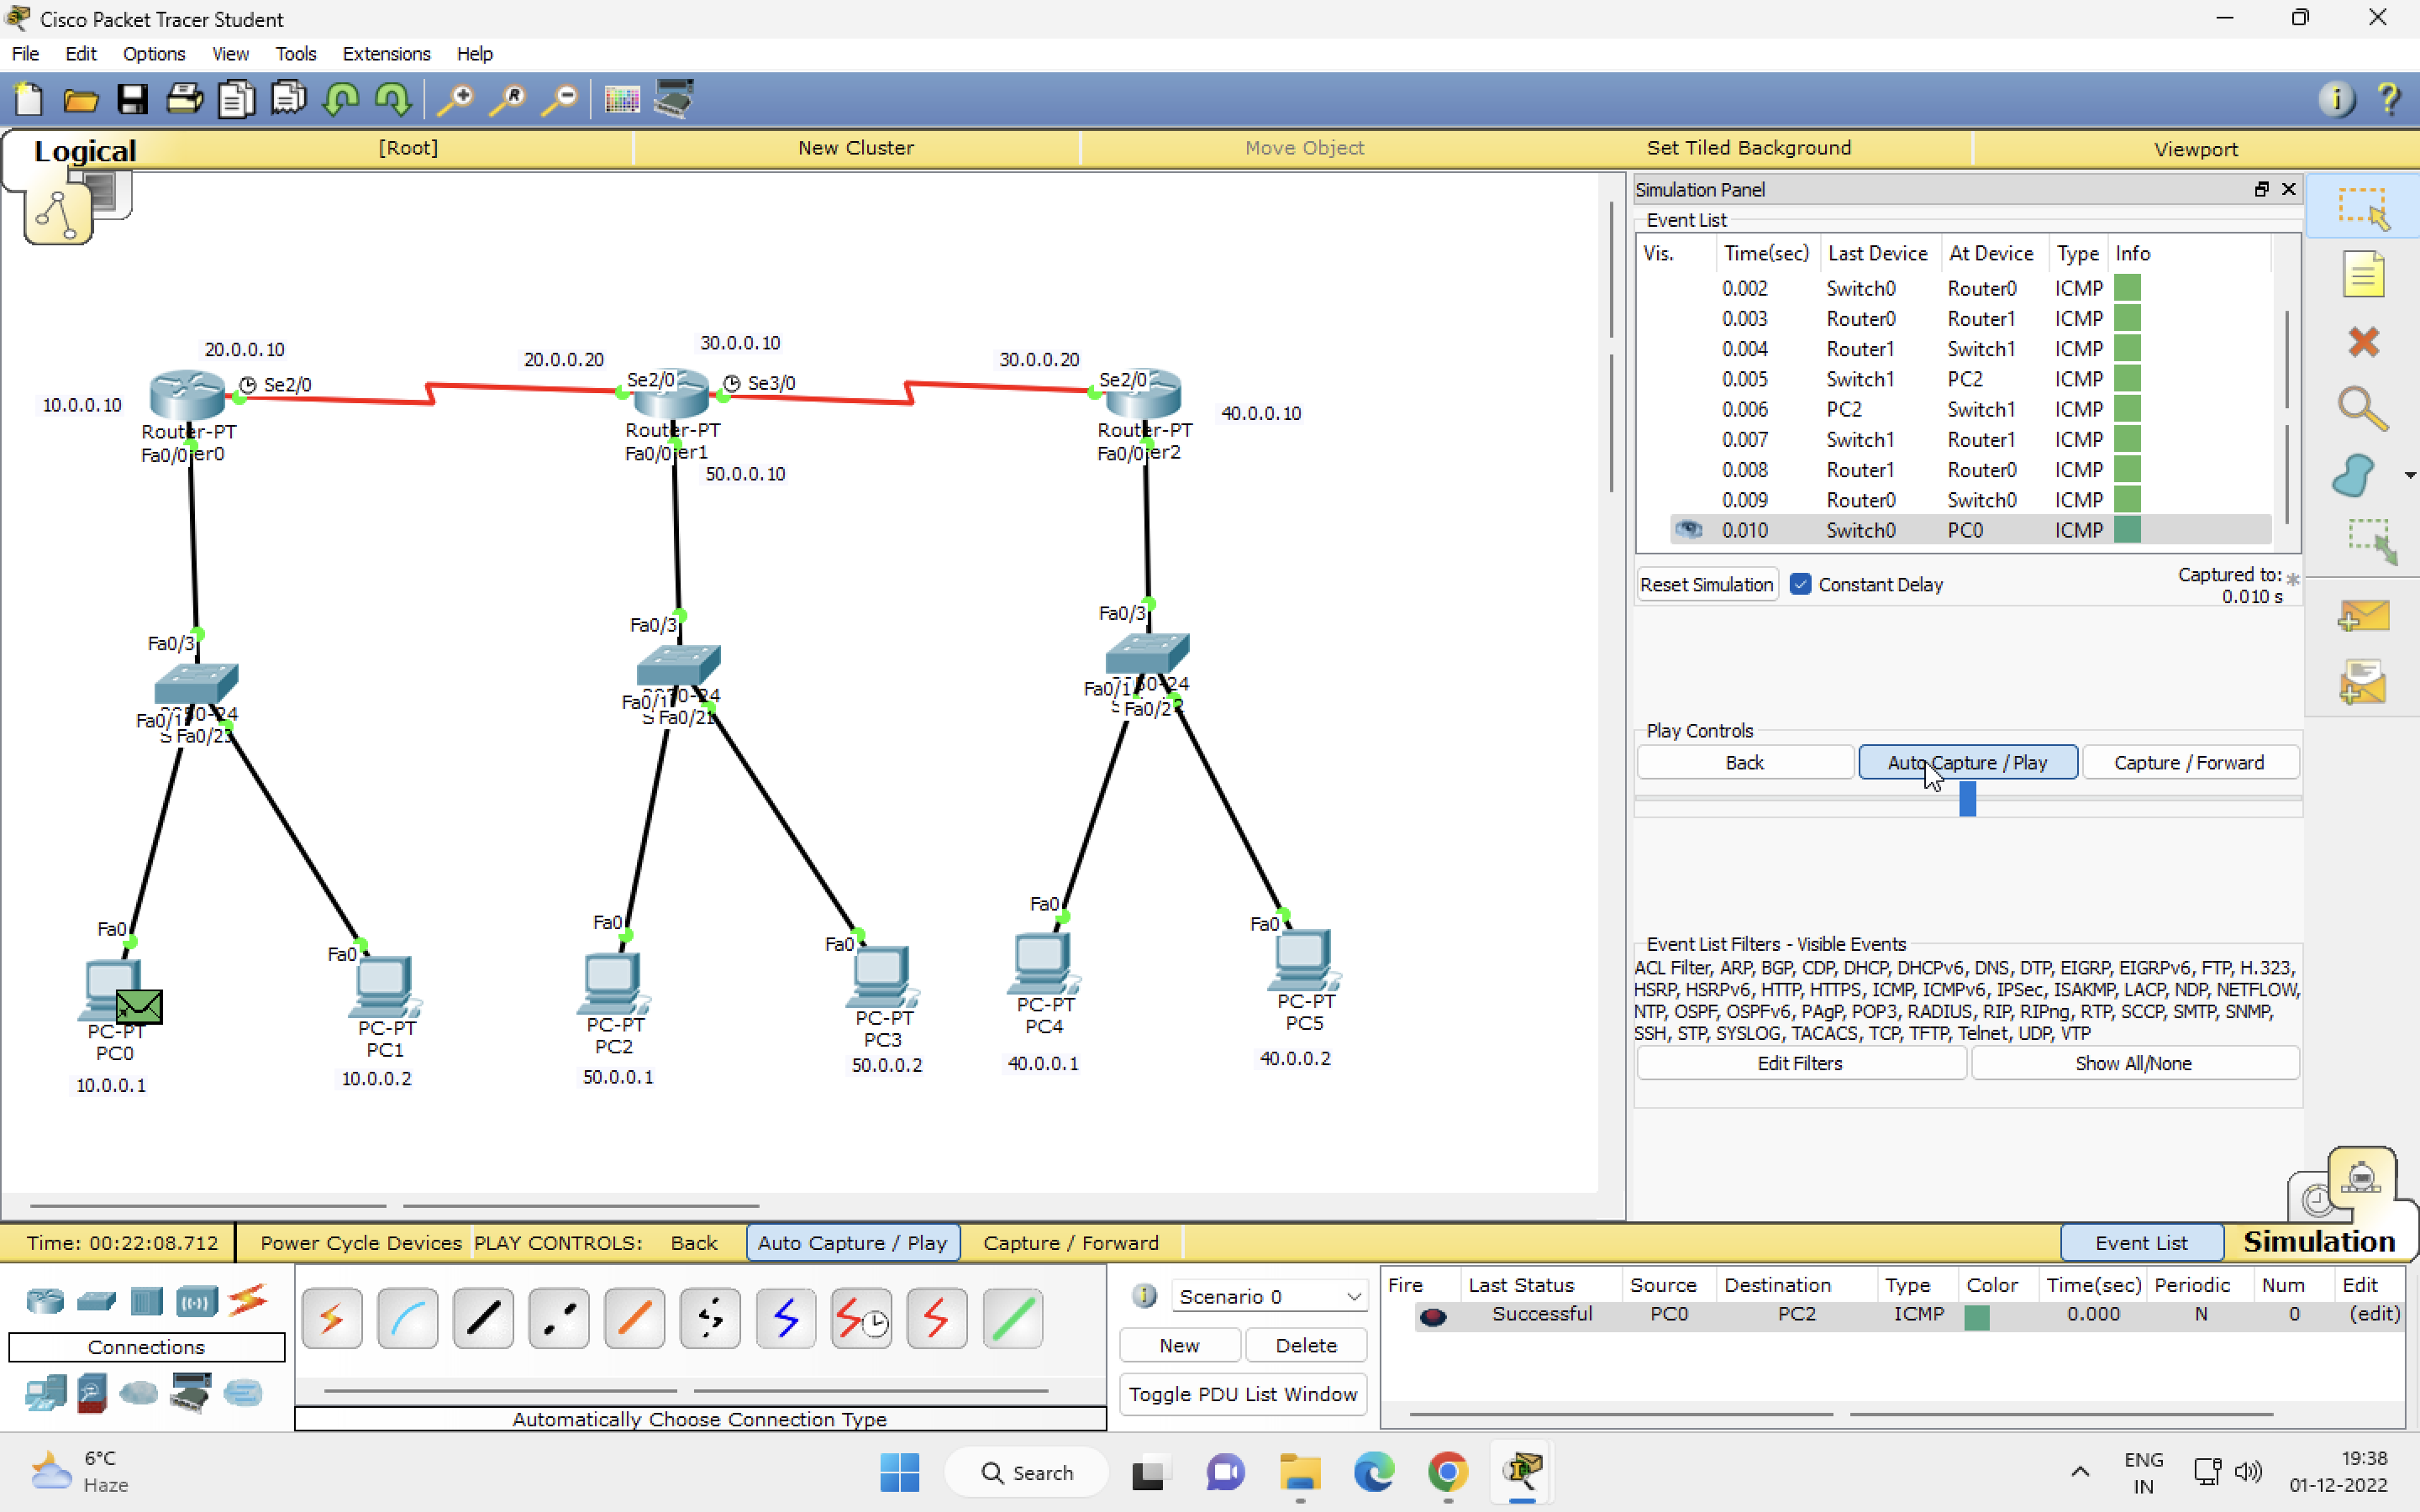 Cisco Packet Tracer Student
File Edit Options View Tools Extensions Help
Logical [Root] New Cluster Move Object Set Tiled Background Viewport
20.0.0.10
20.0.0.20
30.0.0.10
30.0.0.20
10.0.0.10
Se2/0
Se2/0
Se3/0
Se2/0
40.0.0.10
Router-PT
Fa0/0 er0
Router-PT
Fa0/0 er1
50.0.0.10
Router-PT
Fa0/0 er2
Fa0/3
Fa0/3
Fa0/3
Fa0/1 50-24
S Fa0/23
Fa0/1 50-24
S Fa0/21
Fa0/1 50-24
S Fa0/2
Fa0
Fa0
Fa0
Fa0
Fa0
Fa0
PC-PT
PC0
10.0.0.1
PC-PT
PC1
10.0.0.2
PC-PT
PC2
50.0.0.1
PC-PT
PC3
50.0.0.2
PC-PT
PC4
40.0.0.1
PC-PT
PC5
40.0.0.2
Simulation Panel
Event List
Vis. Time(sec) Last Device At Device Type Info
0.002 Switch0 Router0 ICMP
0.003 Router0 Router1 ICMP
0.004 Router1 Switch1 ICMP
0.005 Switch1 PC2 ICMP
0.006 PC2 Switch1 ICMP
0.007 Switch1 Router1 ICMP
0.008 Router1 Router0 ICMP
0.009 Router0 Switch0 ICMP
0.010 Switch0 PC0 ICMP
Reset Simulation Constant Delay Captured to: *
0.010 s
Play Controls
Back Auto Capture / Play Capture / Forward
Event List Filters - Visible Events
ACL Filter, ARP, BGP, CDP, DHCP, DHCPv6, DNS, DTP, EIGRP, EIGRPv6, FTP, H.323,
HSRP, HSRPv6, HTTP, HTTPS, ICMP, ICMPv6, IPSec, ISAKMP, LACP, NDP, NETFLOW,
NTP, OSPF, OSPFv6, PAgP, POP3, RADIUS, RIP, RIPng, RTP, SCCP, SMTP, SNMP,
SSH, STP, SYSLOG, TACACS, TCP, TFTP, Telnet, UDP, VTP
Edit Filters Show All/None
Time: 00:22:08.712 Power Cycle Devices PLAY CONTROLS: Back Auto Capture / Play Capture / Forward Event List Simulation
Connections
Automatically Choose Connection Type
Scenario 0
New Delete
Toggle PDU List Window
Fire Last Status Source Destination Type Color Time(sec) Periodic Num Edit
Successful PC0 PC2 ICMP 0.000 N 0 (edit)
6°C
Haze
Search
ENG
IN
19:38
01-12-2022